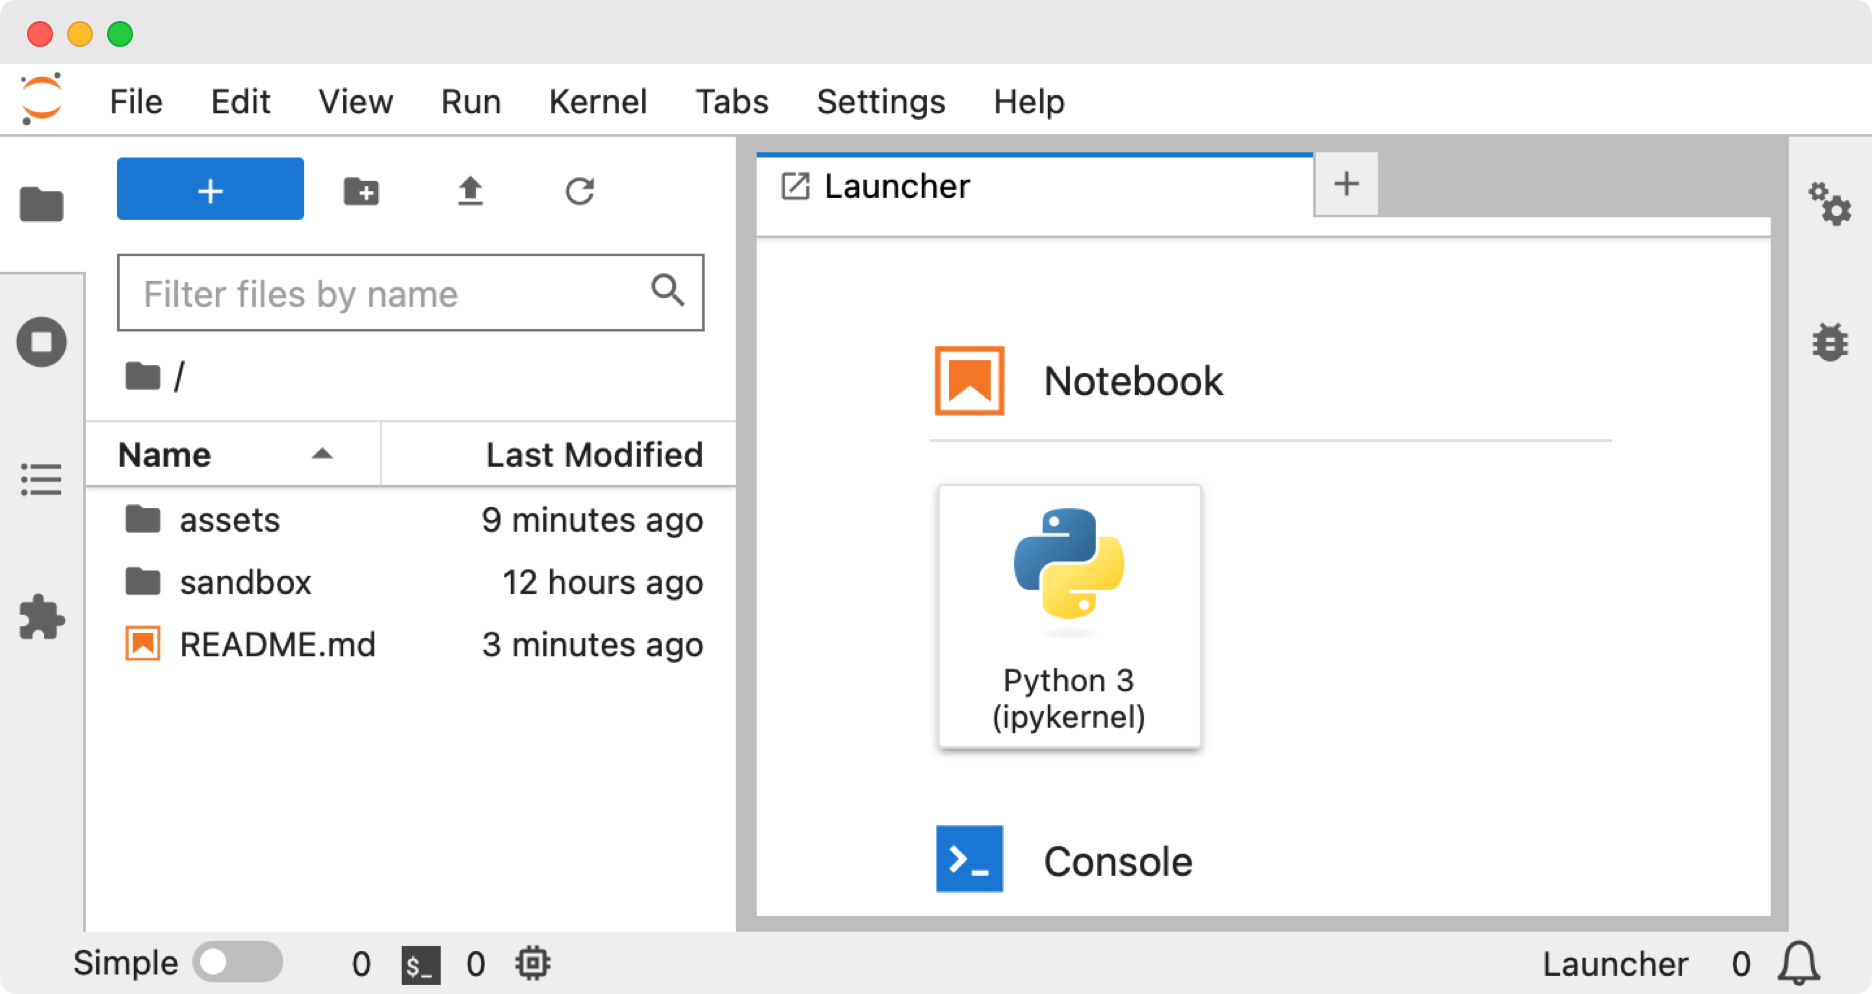 File Edit View Run Kernel Tabs Settings Help
+
Filter files by name
/
Name Last Modified
assets 9 minutes ago
sandbox 12 hours ago
README.md 3 minutes ago
Launcher +
Notebook
Python 3
(ipykernel)
>_ Console
Simple 0 $_ 0 Launcher 0